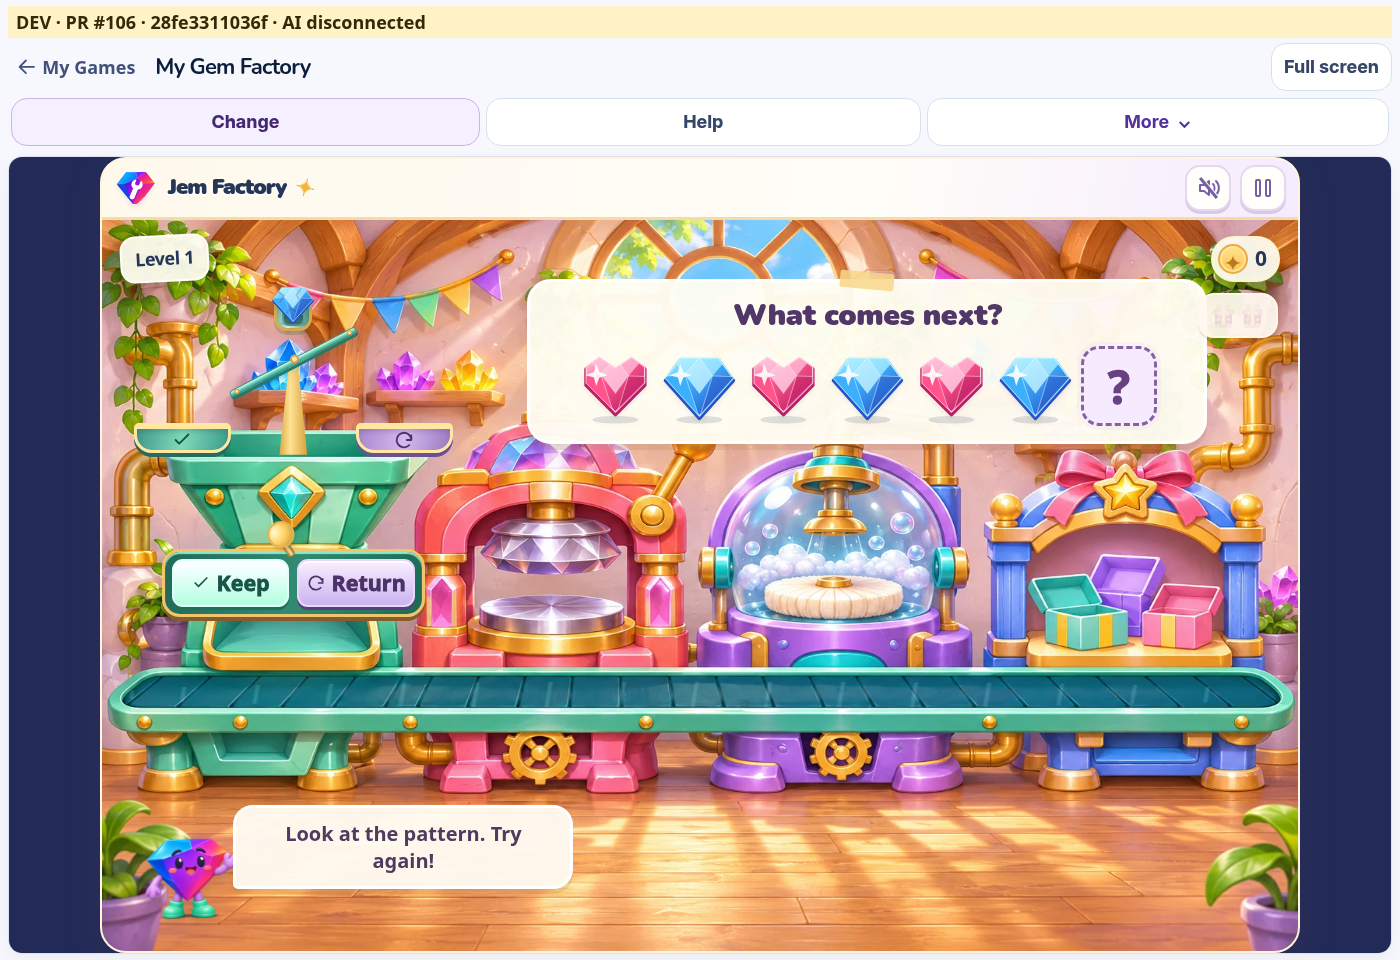 DEV · PR #106 · 28fe3311036f · AI disconnected
← My Games
My Gem Factory
Full screen
Change
Help
More
Jem Factory
Level 1
0
What comes next?
?
Keep
Return
Look at the pattern. Try
again!